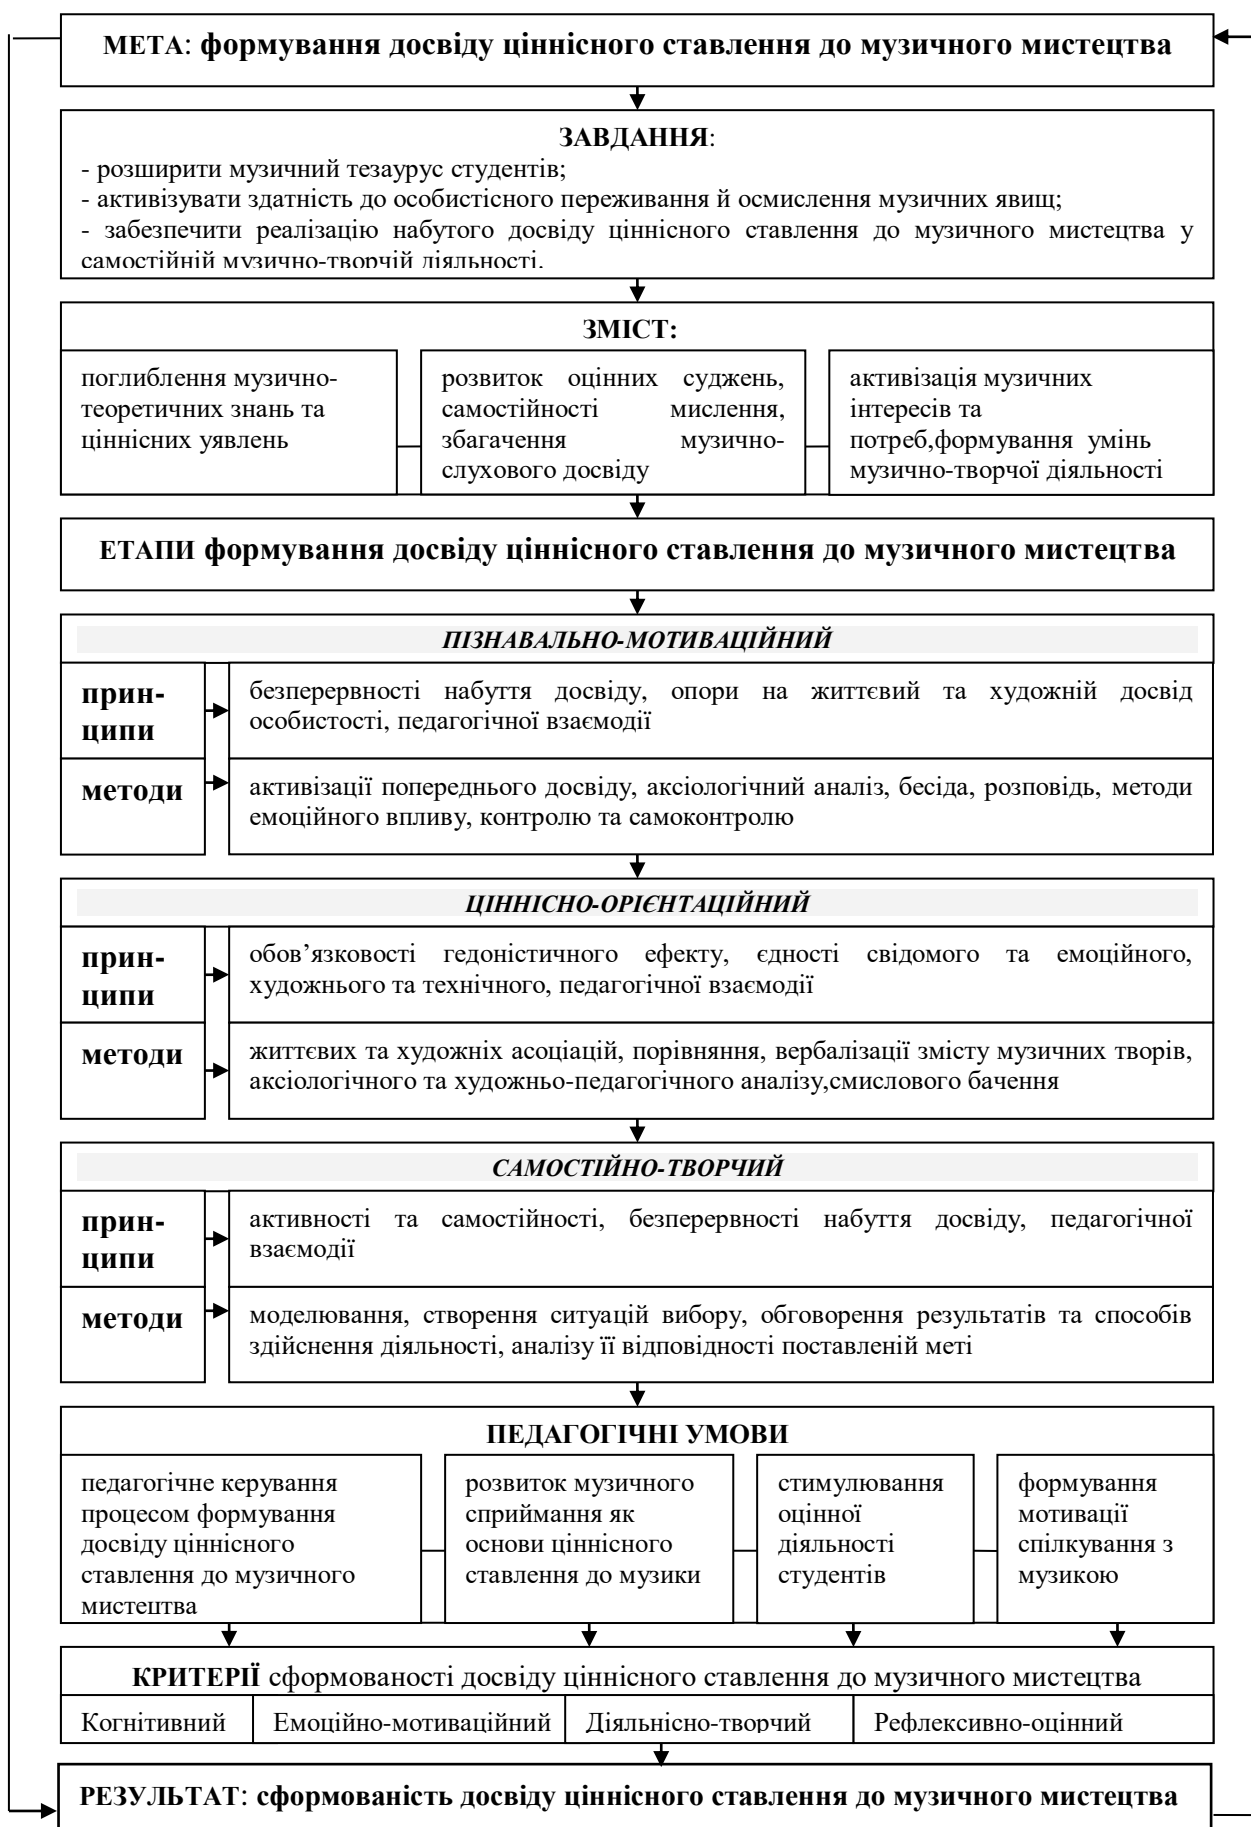 МЕТА: формування досвіду ціннісного ставлення до музичного мистецтва
ЗАВДАННЯ:
- розширити музичний тезаурус студентів;
- активізувати здатність до особистісного переживання й осмислення музичних явищ;
- забезпечити реалізацію набутого досвіду ціннісного ставлення до музичного мистецтва у
самостійній музично-творчій діяльності.
ЗМІСТ:
поглиблення музично-
теоретичних знань та
ціннісних уявлень
розвиток оцінних суджень,
самостійності мислення,
збагачення музично-
слухового досвіду
активізація музичних
інтересів та
потреб,формування умінь
музично-творчої діяльності
ЕТАПИ формування досвіду ціннісного ставлення до музичного мистецтва
ПІЗНАВАЛЬНО-МОТИВАЦІЙНИЙ
прин-
ципи
безперервності набуття досвіду, опори на життєвий та художній досвід
особистості, педагогічної взаємодії
методи
активізації попереднього досвіду, аксіологічний аналіз, бесіда, розповідь, методи
емоційного впливу, контролю та самоконтролю
ЦІННІСНО-ОРІЄНТАЦІЙНИЙ
прин-
ципи
обов’язковості гедоністичного ефекту, єдності свідомого та емоційного,
художнього та технічного, педагогічної взаємодії
методи
життєвих та художніх асоціацій, порівняння, вербалізації змісту музичних творів,
аксіологічного та художньо-педагогічного аналізу,смислового бачення
САМОСТІЙНО-ТВОРЧИЙ
прин-
ципи
активності та самостійності, безперервності набуття досвіду, педагогічної
взаємодії
методи
моделювання, створення ситуацій вибору, обговорення результатів та способів
здійснення діяльності, аналізу її відповідності поставленій меті
ПЕДАГОГІЧНІ УМОВИ
педагогічне керування
процесом формування
досвіду ціннісного
ставлення до музичного
мистецтва
розвиток музичного
сприймання як
основи ціннісного
ставлення до музики
стимулювання
оцінної
діяльності
студентів
формування
мотивації
спілкування з
музикою
КРИТЕРІЇ сформованості досвіду ціннісного ставлення до музичного мистецтва
Когнітивний
Емоційно-мотиваційний
Діяльнісно-творчий
Рефлексивно-оцінний
РЕЗУЛЬТАТ: сформованість досвіду ціннісного ставлення до музичного мистецтва